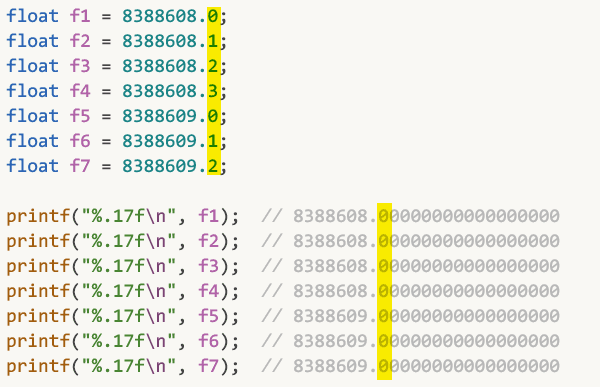 float f1 = 8388608.0;
float f2 = 8388608.1;
float f3 = 8388608.2;
float f4 = 8388608.3;
float f5 = 8388609.0;
float f6 = 8388609.1;
float f7 = 8388609.2;
printf("%.17f\n", f1);  // 8388608.00000000000000000
printf("%.17f\n", f2);  // 8388608.00000000000000000
printf("%.17f\n", f3);  // 8388608.00000000000000000
printf("%.17f\n", f4);  // 8388608.00000000000000000
printf("%.17f\n", f5);  // 8388609.00000000000000000
printf("%.17f\n", f6);  // 8388609.00000000000000000
printf("%.17f\n", f7);  // 8388609.00000000000000000